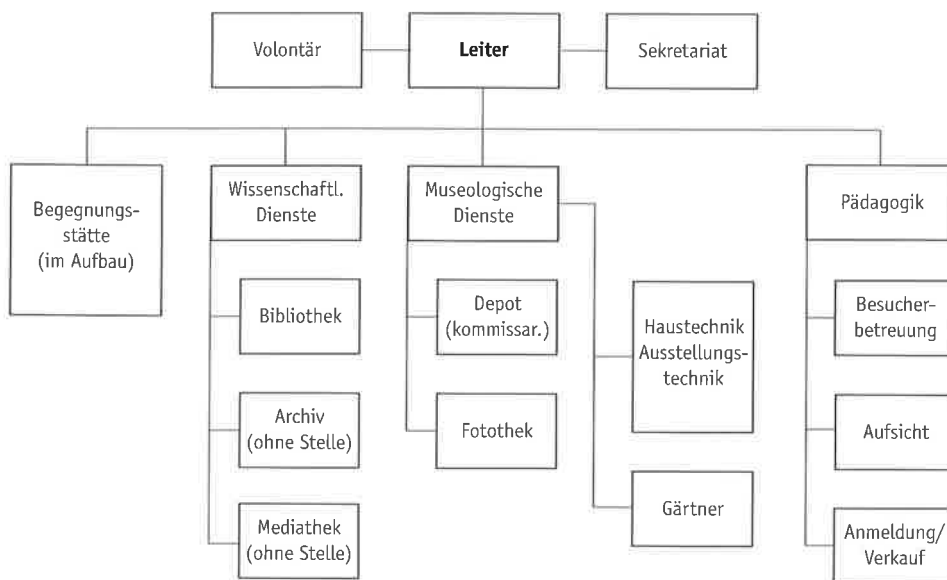 Volontär
Leiter
Sekretariat
Begegnungs-
stätte
(im Aufbau)
Wissenschaftl.
Dienste
Museologische
Dienste
Pädagogik
Bibliothek
Archiv
(ohne Stelle)
Mediathek
(ohne Stelle)
Depot
(kommissar.)
Fotothek
Haustechnik
Ausstellungs-
technik
Gärtner
Besucher-
betreuung
Aufsicht
Anmeldung/
Verkauf